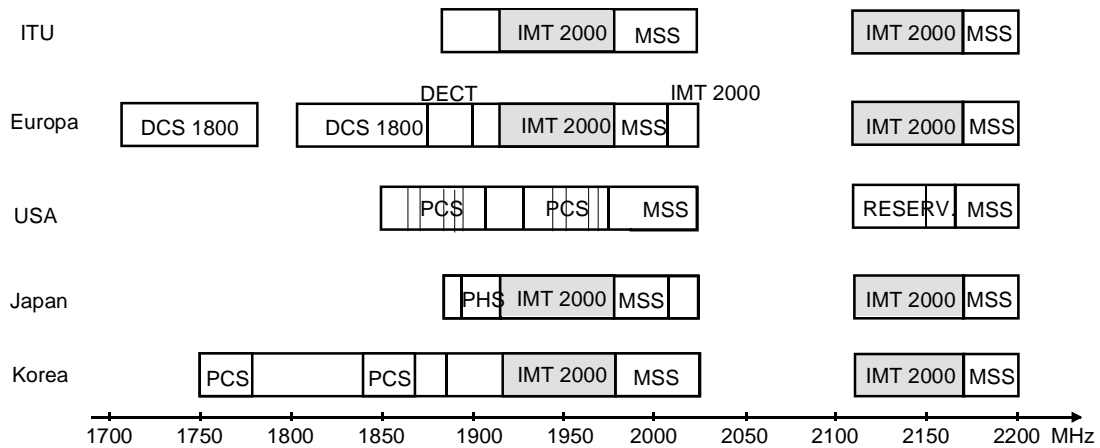 ITU IMT 2000 MSS IMT 2000 MSS
DECT IMT 2000
Europa DCS 1800 DCS 1800 IMT 2000 MSS IMT 2000 MSS
USA PCS PCS MSS RESERV. MSS
Japan PHS IMT 2000 MSS IMT 2000 MSS
Korea PCS PCS IMT 2000 MSS IMT 2000 MSS
1700 1750 1800 1850 1900 1950 2000 2050 2100 2150 2200 MHz